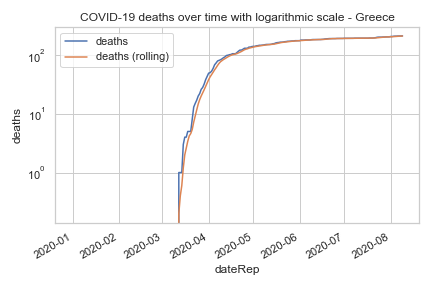 COVID-19 deaths over time with logarithmic scale - Greece
deaths
deaths (rolling)
deaths
10²
10¹
10⁰
2020-01
2020-02
2020-03
2020-04
2020-05
2020-06
2020-07
2020-08
dateRep